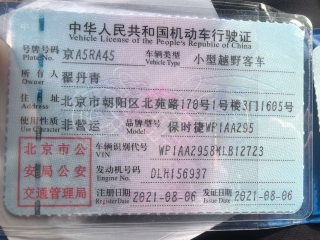 中华人民共和国机动车行驶证
Vehicle License of the People's Republic of China
号牌号码 京A5RA45 车辆类型 小型越野客车
Plate No. Vehicle Type
所有人 翟丹青
Owner
住址 北京市朝阳区北苑路170号1号楼3门1605号
Address
使用性质 非营运 品牌型号 保时捷WP1AA295
Use Character Model
北京市公 车辆识别代号 WP1AA2958MLB12723
VIN
安局公安 发动机号码 DLH156937
Engine No.
交通管理局 注册日期 2021-08-06 发证日期 2021-08-06
Register Date Issue Date